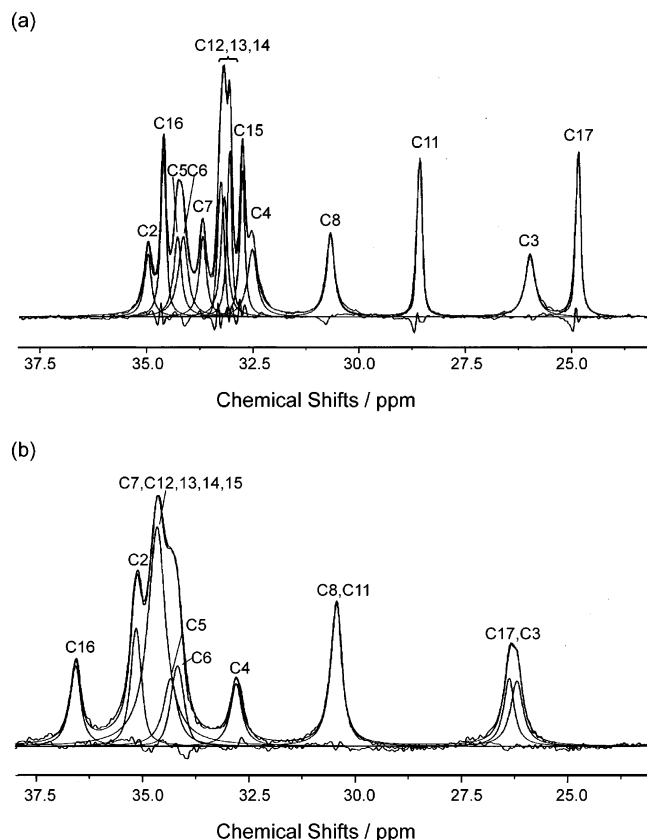 (a)
C12,13,14
C16
C15
C5C6
C11
C17
C7
C4
C2
C8
C3
37.5 35.0 32.5 30.0 27.5 25.0
Chemical Shifts / ppm
(b)
C7,C12,13,14,15
C2
C8,C11
C5
C17,C3
C16
C6
C4
37.5 35.0 32.5 30.0 27.5 25.0
Chemical Shifts / ppm